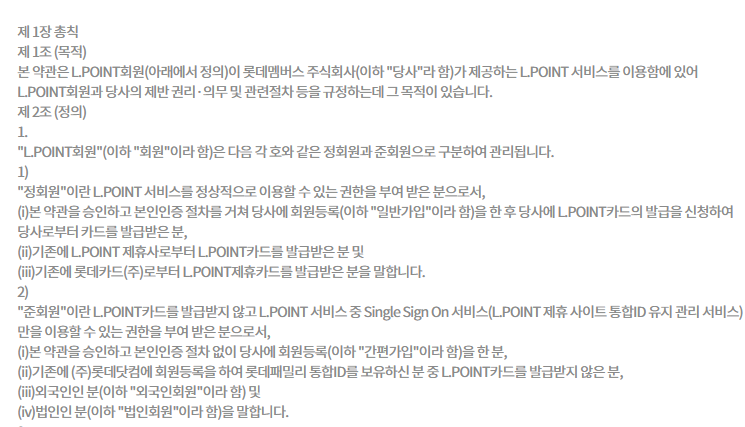 제 1장 총칙
제 1조 (목적)
본 약관은 L.POINT회원(아래에서 정의)이 롯데멤버스 주식회사(이하 "당사"라 함)가 제공하는 L.POINT 서비스를 이용함에 있어
L.POINT회원과 당사의 제반 권리·의무 및 관련절차 등을 규정하는데 그 목적이 있습니다.
제 2조 (정의)
1.
"L.POINT회원"(이하 "회원"이라 함)은 다음 각 호와 같은 정회원과 준회원으로 구분하여 관리됩니다.
1)
"정회원"이란 L.POINT 서비스를 정상적으로 이용할 수 있는 권한을 부여 받은 분으로서,
(i)본 약관을 승인하고 본인인증 절차를 거쳐 당사에 회원등록(이하 "일반가입"이라 함)을 한 후 당사에 L.POINT카드의 발급을 신청하여
당사로부터 카드를 발급받은 분,
(ii)기존에 L.POINT 제휴사로부터 L.POINT카드를 발급받은 분 및
(iii)기존에 롯데카드(주)로부터 L.POINT제휴카드를 발급받은 분을 말합니다.
2)
"준회원"이란 L.POINT카드를 발급받지 않고 L.POINT 서비스 중 Single Sign On 서비스(L.POINT 제휴 사이트 통합ID 유지 관리 서비스)
만을 이용할 수 있는 권한을 부여 받은 분으로서,
(i)본 약관을 승인하고 본인인증 절차 없이 당사에 회원등록(이하 "간편가입"이라 함)을 한 분,
(ii)기존에 (주)롯데닷컴에 회원등록을 하여 롯데패밀리 통합ID를 보유하신 분 중 L.POINT카드를 발급받지 않은 분,
(iii)외국인인 분(이하 "외국인회원"이라 함) 및
(iv)법인인 분(이하 "법인회원"이라 함)을 말합니다.